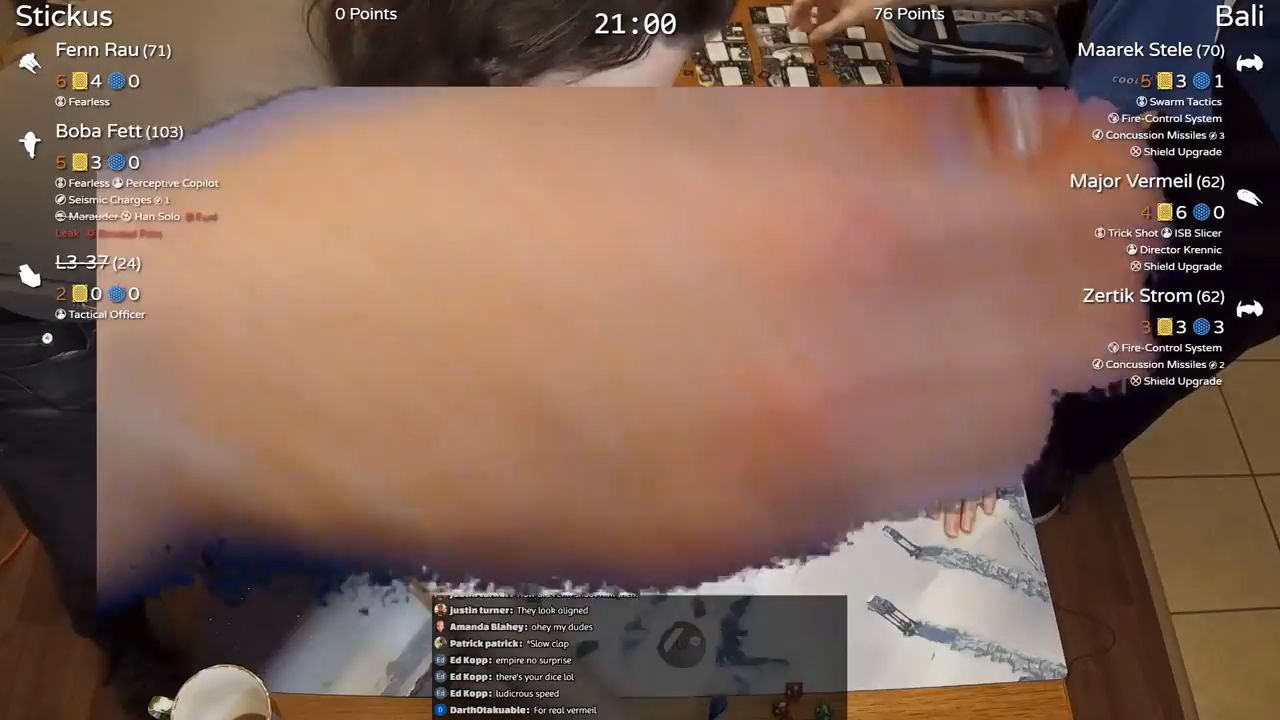 Stickus
0 Points
21:00
76 Points
Bali
Fenn Rau (71)
6 4 0
Fearless
Boba Fett (103)
5 3 0
Fearless Perceptive Copilot
Seismic Charges 1
Marauder Han Solo Fuel
Leak
L3-37 (24)
2 0 0
Tactical Officer
Maarek Stele (70)
COOL
5 3 1
Swarm Tactics
Fire-Control System
Concussion Missiles 3
Shield Upgrade
Major Vermeil (62)
4 6 0
Trick Shot ISB Slicer
Director Krennic
Shield Upgrade
Zertik Strom (62)
3 3 3
Fire-Control System
Concussion Missiles 2
Shield Upgrade
Justin turner: They look aligned
Amanda Blahey: ohey my dudes
Patrick patrick: *Slow clap
Ed Kopp: empire no surprise
Ed Kopp: there's your dice lol
Ed Kopp: ludicrous speed
DarthOtakuable: For real vermeil